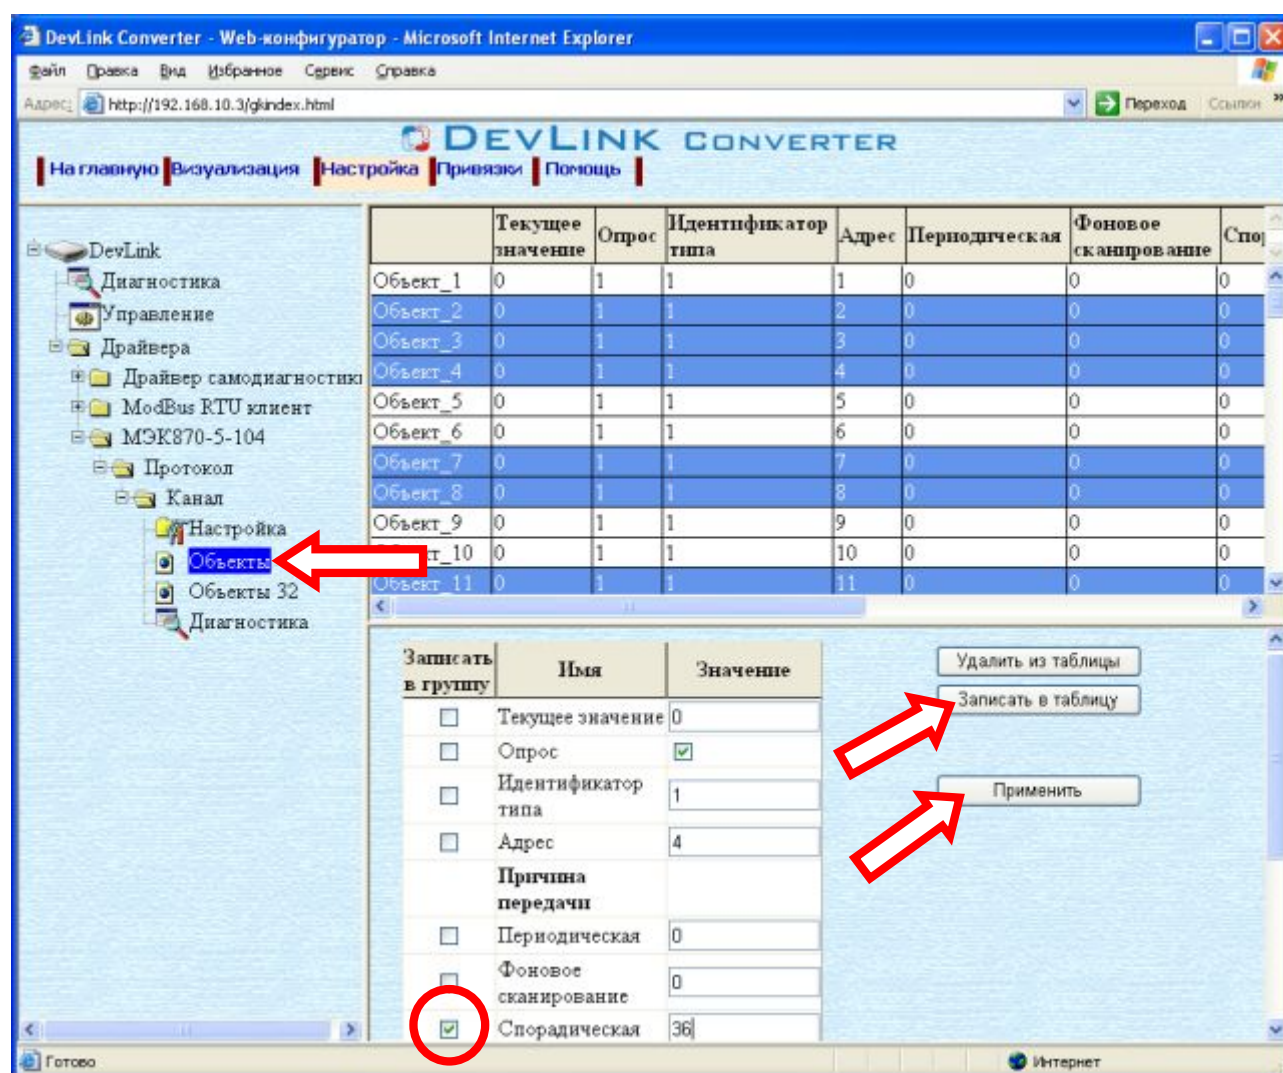 DevLink Converter - Web-конфигуратор - Microsoft Internet Explorer
Файл Правка Вид Избранное Сервис Справка
Адрес: http://192.168.10.3/gkindex.html Переход Ссылки »
DEVLINK CONVERTER
На главную Визуализация Настройка Привязки Помощь
DevLink
Диагностика
Управление
Драйвера
Драйвер самодиагностики
ModBus RTU клиент
МЭК870-5-104
Протокол
Канал
Настройка
Объекты
Объекты 32
Диагностика
Текущее значение Опрос Идентификатор типа Адрес Периодическая Фоновое сканирование Спор
Объект_1 0 1 1 1 0 0 0
Объект_2 0 1 1 2 0 0 0
Объект_3 0 1 1 3 0 0 0
Объект_4 0 1 1 4 0 0 0
Объект_5 0 1 1 5 0 0 0
Объект_6 0 1 1 6 0 0 0
Объект_7 0 1 1 7 0 0 0
Объект_8 0 1 1 8 0 0 0
Объект_9 0 1 1 9 0 0 0
кт_10 0 1 1 10 0 0 0
Объект_11 0 1 1 11 0 0 0
Записать в группу Имя Значение
Текущее значение 0
Опрос
Идентификатор типа 1
Адрес 4
Причина передачи
Периодическая 0
Фоновое сканирование 0
Спорадическая 36
Удалить из таблицы
Записать в таблицу
Применить
Готово Интернет